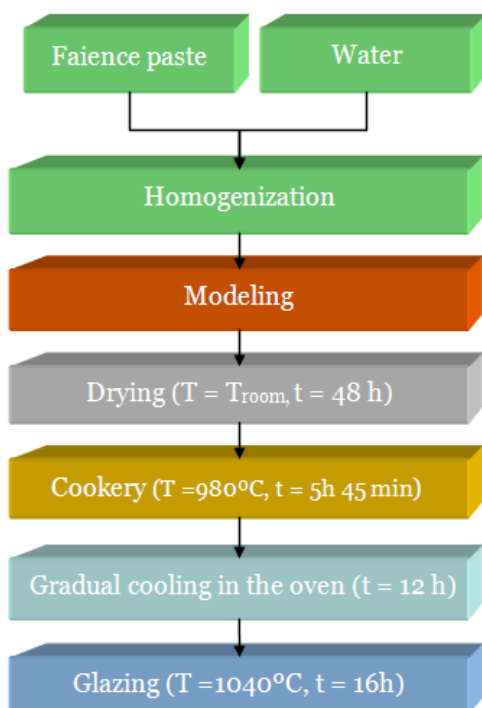 Faience paste
Water
Homogenization
Modeling
Drying (T = Troom, t = 48 h)
Cookery (T =980ºC, t = 5h 45 min)
Gradual cooling in the oven (t = 12 h)
Glazing (T =1040ºC, t = 16h)